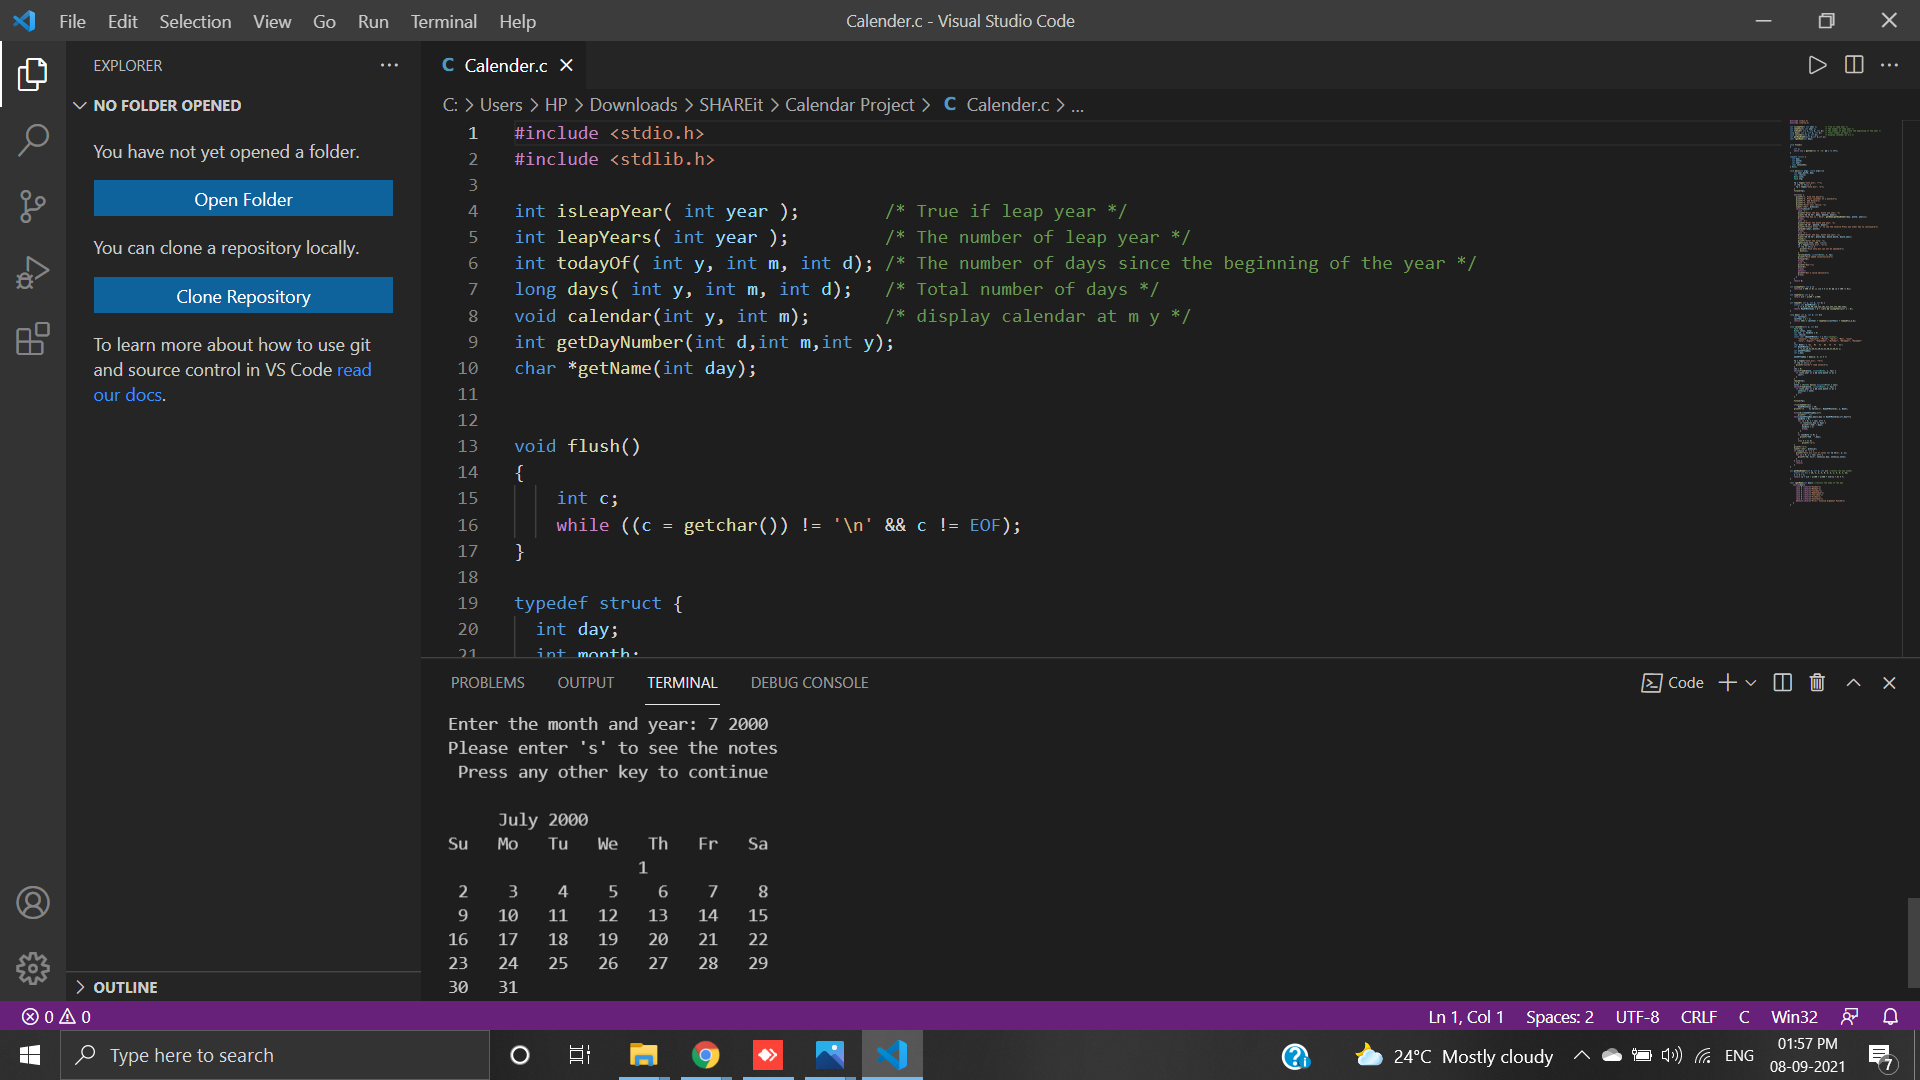 File Edit Selection View Go Run Terminal Help
Calender.c - Visual Studio Code
EXPLORER
NO FOLDER OPENED
You have not yet opened a folder.
Open Folder
You can clone a repository locally.
Clone Repository
To learn more about how to use git
and source control in VS Code read
our docs.
OUTLINE
C Calender.c
C: > Users > HP > Downloads > SHAREit > Calendar Project > C Calender.c > ...
1 #include <stdio.h>
2 #include <stdlib.h>
3
4 int isLeapYear( int year ); /* True if leap year */
5 int leapYears( int year ); /* The number of leap year */
6 int todayOf( int y, int m, int d); /* The number of days since the beginning of the year */
7 long days( int y, int m, int d); /* Total number of days */
8 void calendar(int y, int m); /* display calendar at m y */
9 int getDayNumber(int d,int m,int y);
10 char *getName(int day);
11
12
13 void flush()
14 {
15 int c;
16 while ((c = getchar()) != '\n' && c != EOF);
17 }
18
19 typedef struct {
20 int day;
21 int month;
PROBLEMS OUTPUT TERMINAL DEBUG CONSOLE
Code
Enter the month and year: 7 2000
Please enter 's' to see the notes
Press any other key to continue
July 2000
Su Mo Tu We Th Fr Sa
1
2 3 4 5 6 7 8
9 10 11 12 13 14 15
16 17 18 19 20 21 22
23 24 25 26 27 28 29
30 31
0 0
Ln 1, Col 1 Spaces: 2 UTF-8 CRLF C Win32
Type here to search
24°C Mostly cloudy
ENG
01:57 PM
08-09-2021
7